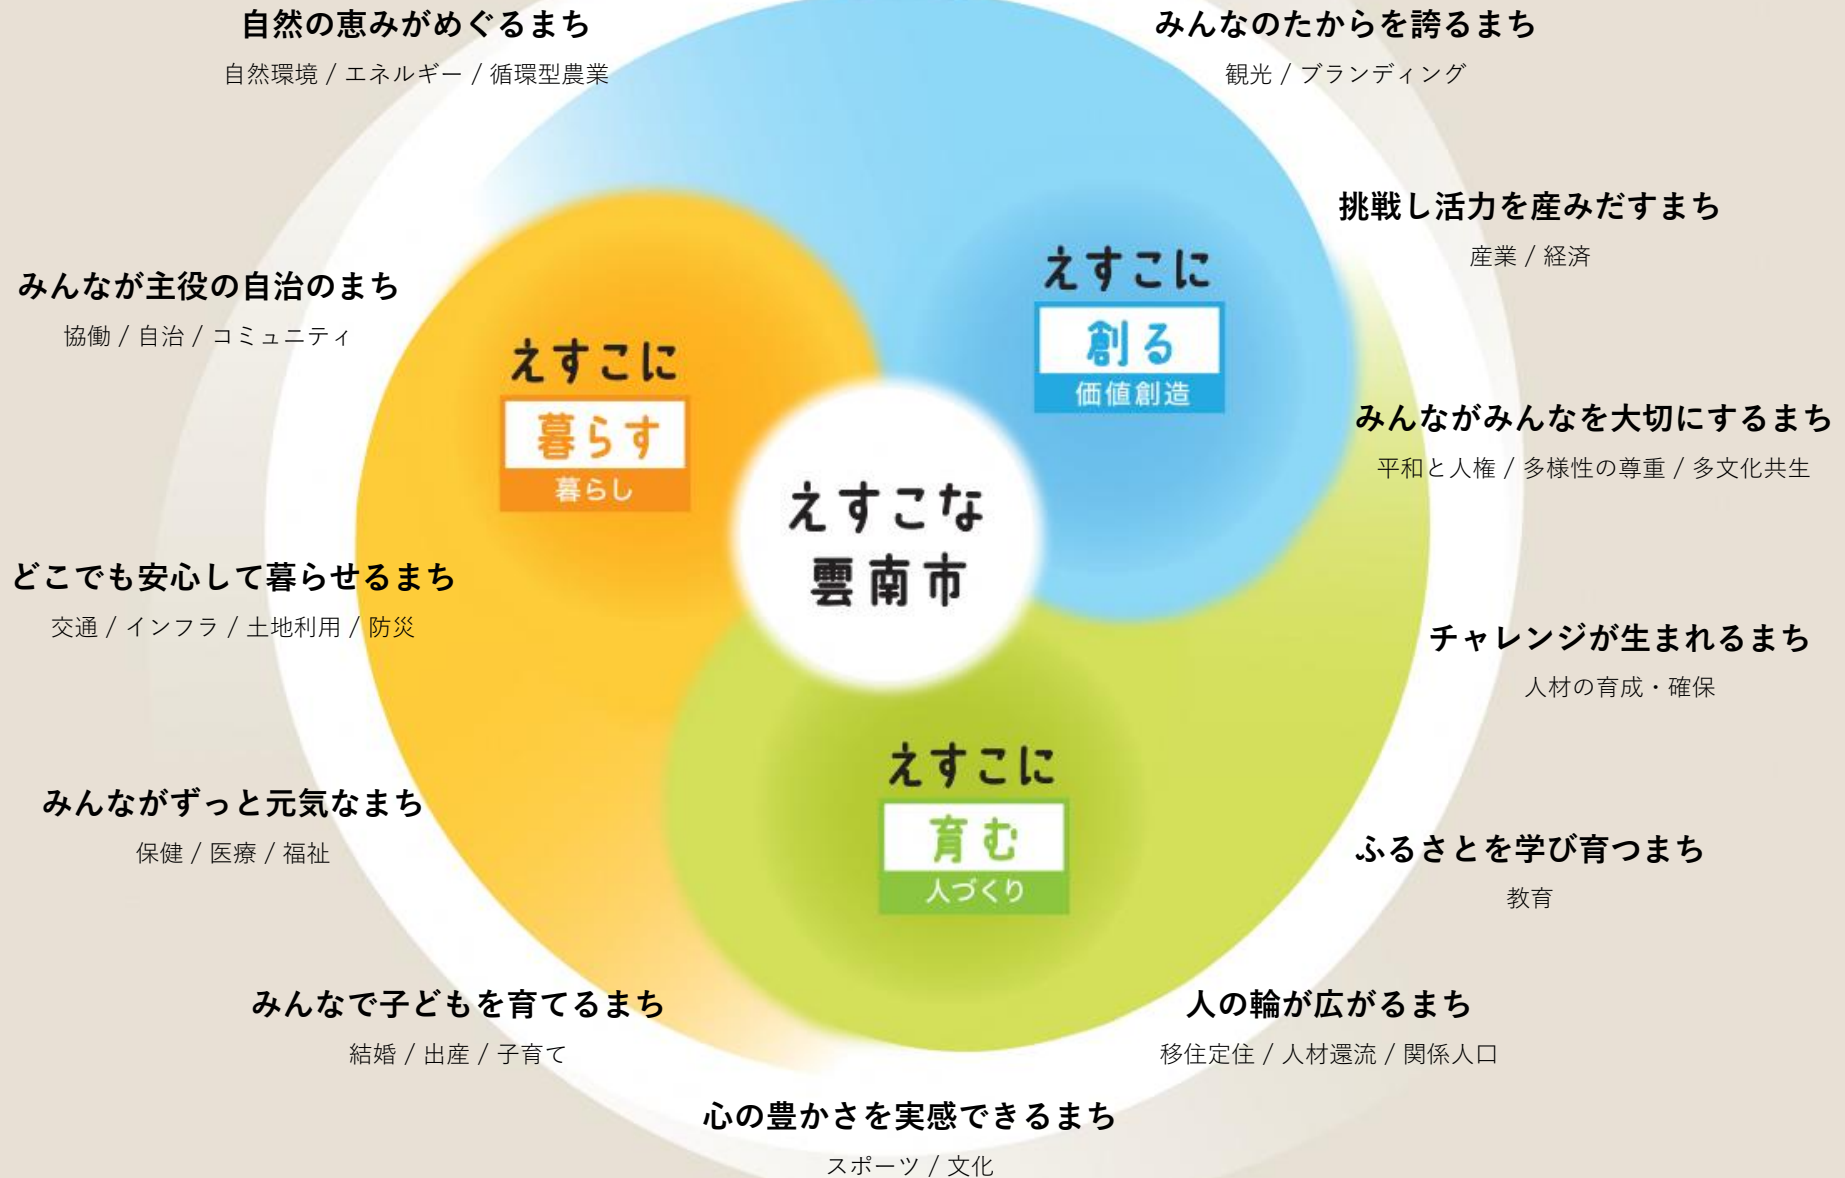 自然の恵みがめぐるまち
自然環境 / エネルギー / 循環型農業
みんなのたからを誇るまち
観光 / ブランディング
挑戦し活力を産みだすまち
産業 / 経済
みんなが主役の自治のまち
協働 / 自治 / コミュニティ
えすこに
創る
価値創造
えすこに
暮らす
暮らし
みんながみんなを大切にするまち
平和と人権 / 多様性の尊重 / 多文化共生
えすこな
雲南市
どこでも安心して暮らせるまち
交通 / インフラ / 土地利用 / 防災
チャレンジが生まれるまち
人材の育成・確保
えすこに
育む
人づくり
みんながずっと元気なまち
保健 / 医療 / 福祉
ふるさとを学び育つまち
教育
みんなで子どもを育てるまち
結婚 / 出産 / 子育て
人の輪が広がるまち
移住定住 / 人材還流 / 関係人口
心の豊かさを実感できるまち
スポーツ / 文化